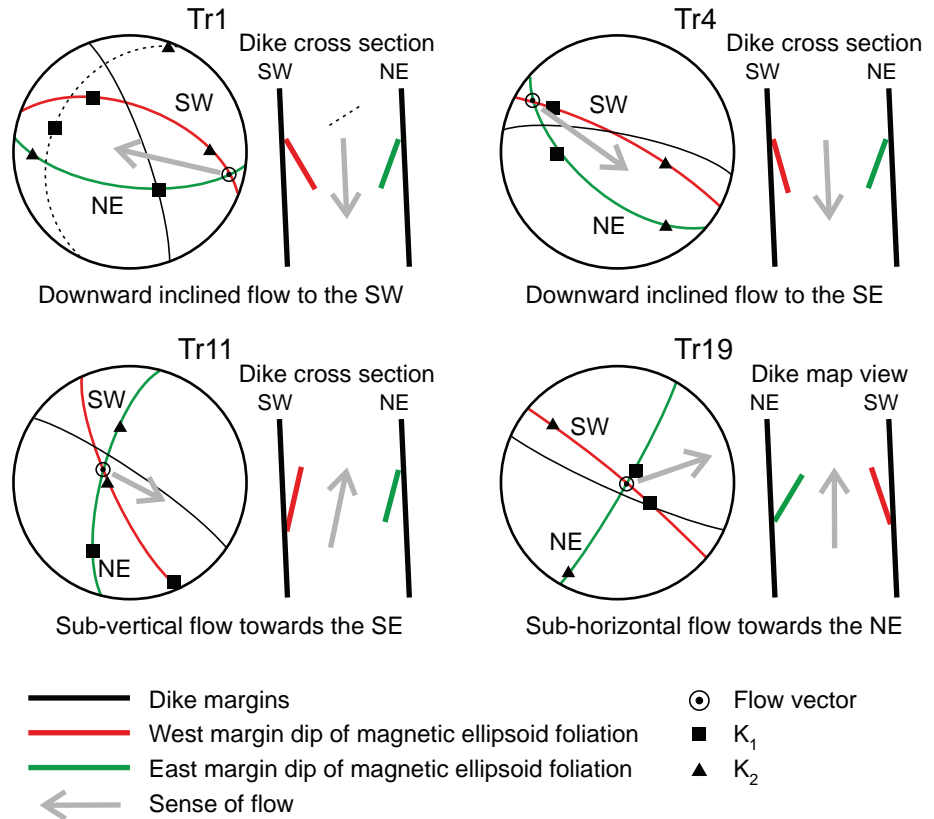 Tr1
Dike cross section
SW
NE
SW
NE
Downward inclined flow to the SW
Tr4
Dike cross section
SW
NE
SW
NE
Downward inclined flow to the SE
Tr11
Dike cross section
SW
NE
SW
NE
Sub-vertical flow towards the SE
Tr19
Dike map view
NE
SW
SW
NE
Sub-horizontal flow towards the NE
Dike margins
West margin dip of magnetic ellipsoid foliation
East margin dip of magnetic ellipsoid foliation
Sense of flow
Flow vector
K₁
K₂